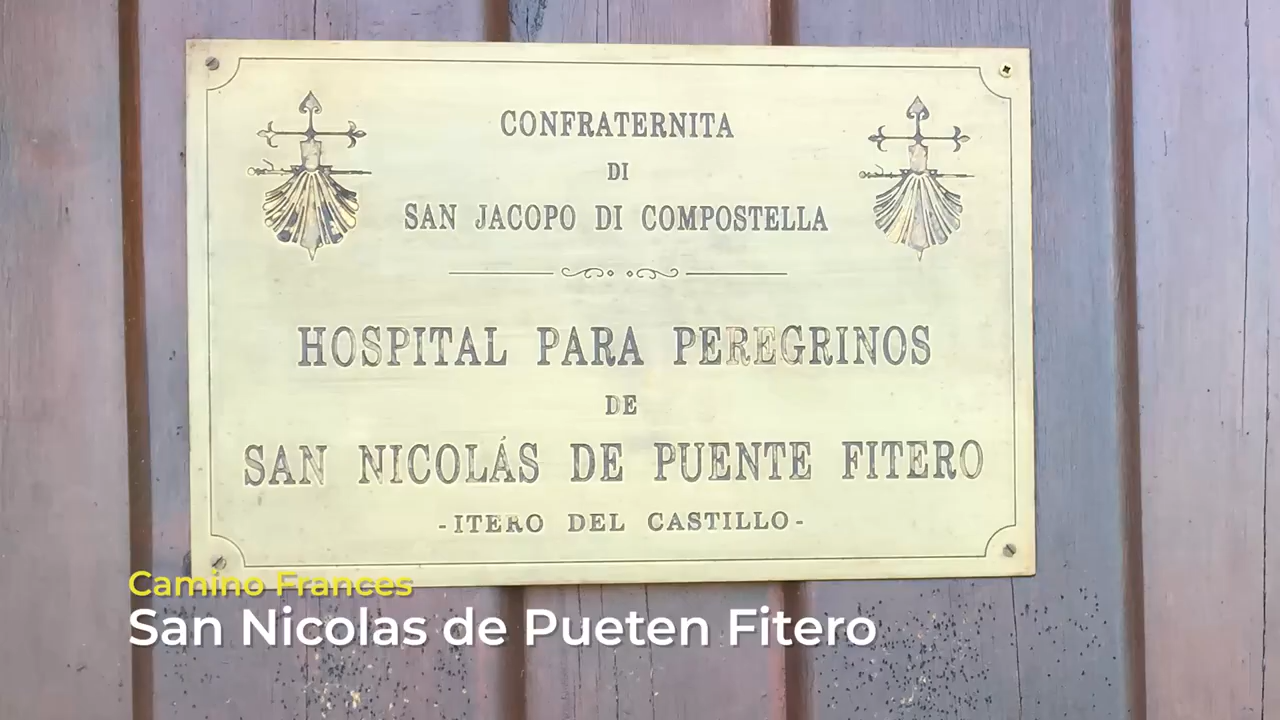 CONFRATERNITA
DI
SAN JACOPO DI COMPOSTELLA
HOSPITAL PARA PEREGRINOS
DE
SAN NICOLÁS DE PUENTE FITERO
-ITERO DEL CASTILLO-
Camino Frances
San Nicolas de Pueten Fitero